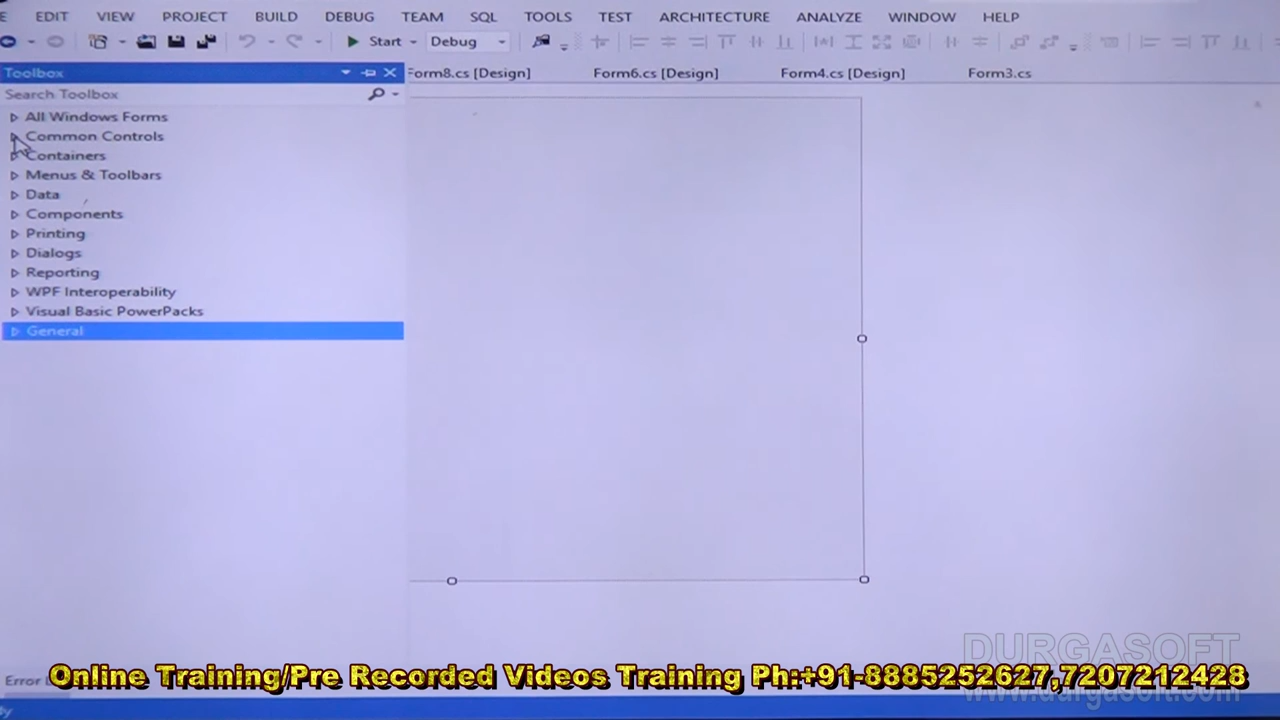 E EDIT VIEW PROJECT BUILD DEBUG TEAM SQL TOOLS TEST ARCHITECTURE ANALYZE WINDOW HELP
Start Debug
Toolbox Form8.cs [Design] Form6.cs [Design] Form4.cs [Design] Form3.cs
Search Toolbox
All Windows Forms
Common Controls
Containers
Menus & Toolbars
Data
Components
Printing
Dialogs
Reporting
WPF Interoperability
Visual Basic PowerPacks
General
DURGASOFT
Error
Online Training/Pre Recorded Videos Training Ph:+91-8885252627,7207212428
www.durgasoft.com